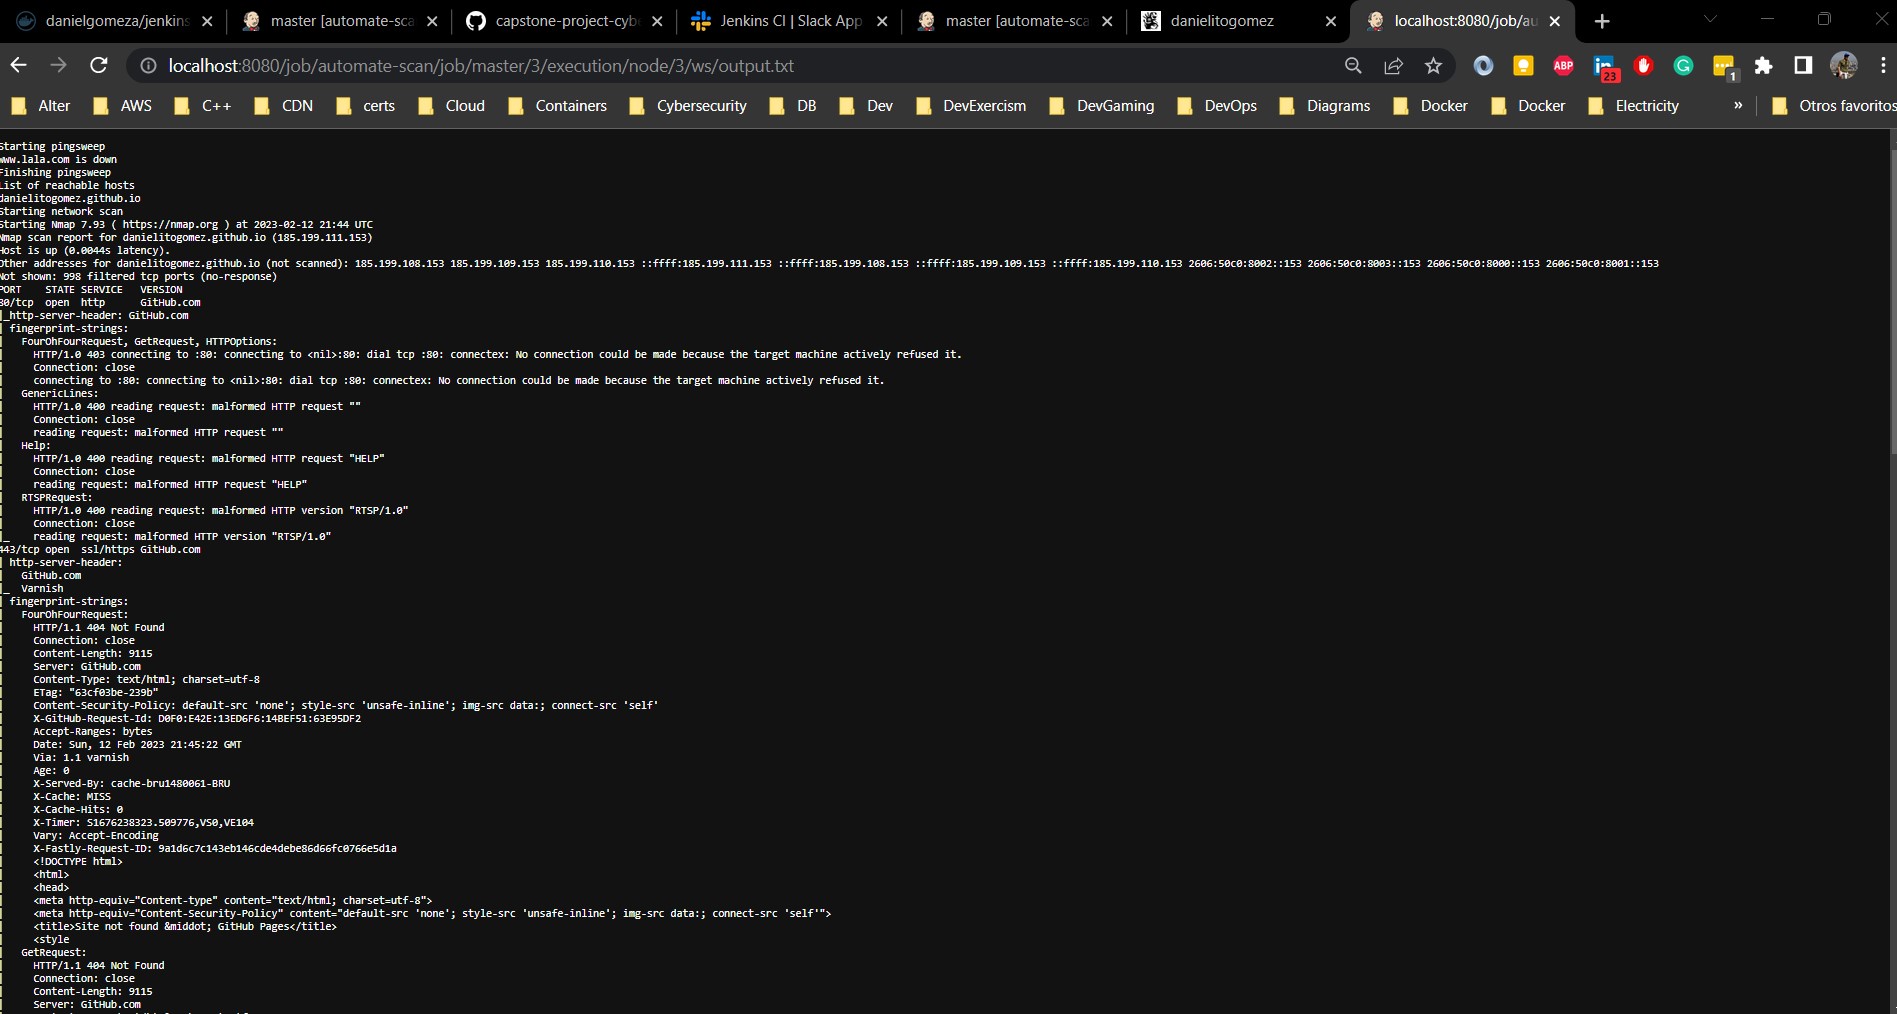 danielgomeza/jenkins
master [automate-sca
capstone-project-cybe
Jenkins CI | Slack App
master [automate-sca
danielitogomez
localhost:8080/job/au
localhost:8080/job/automate-scan/job/master/3/execution/node/3/ws/output.txt
ABP
23
1
Alter
AWS
C++
CDN
certs
Cloud
Containers
Cybersecurity
DB
Dev
DevExercism
DevGaming
DevOps
Diagrams
Docker
Docker
Electricity
»
Otros favoritos
Starting pingsweep
www.lala.com is down
Finishing pingsweep
List of reachable hosts
danielitogomez.github.io
Starting network scan
Starting Nmap 7.93 ( https://nmap.org ) at 2023-02-12 21:44 UTC
Nmap scan report for danielitogomez.github.io (185.199.111.153)
Host is up (0.0044s latency).
Other addresses for danielitogomez.github.io (not scanned): 185.199.108.153 185.199.109.153 185.199.110.153 ::ffff:185.199.111.153 ::ffff:185.199.108.153 ::ffff:185.199.109.153 ::ffff:185.199.110.153 2606:50c0:8002::153 2606:50c0:8003::153 2606:50c0:8000::153 2606:50c0:8001::153
Not shown: 998 filtered tcp ports (no-response)
PORT    STATE SERVICE   VERSION
80/tcp  open  http      GitHub.com
|_http-server-header: GitHub.com
| fingerprint-strings:
|   FourOhFourRequest, GetRequest, HTTPOptions:
|     HTTP/1.0 403 connecting to :80: connecting to <nil>:80: dial tcp :80: connectex: No connection could be made because the target machine actively refused it.
|     Connection: close
|     connecting to :80: connecting to <nil>:80: dial tcp :80: connectex: No connection could be made because the target machine actively refused it.
|   GenericLines:
|     HTTP/1.0 400 reading request: malformed HTTP request ""
|     Connection: close
|     reading request: malformed HTTP request ""
|   Help:
|     HTTP/1.0 400 reading request: malformed HTTP request "HELP"
|     Connection: close
|     reading request: malformed HTTP request "HELP"
|   RTSPRequest:
|     HTTP/1.0 400 reading request: malformed HTTP version "RTSP/1.0"
|     Connection: close
|_    reading request: malformed HTTP version "RTSP/1.0"
443/tcp open  ssl/https GitHub.com
| http-server-header:
|   GitHub.com
|_  Varnish
| fingerprint-strings:
|   FourOhFourRequest:
|     HTTP/1.1 404 Not Found
|     Connection: close
|     Content-Length: 9115
|     Server: GitHub.com
|     Content-Type: text/html; charset=utf-8
|     ETag: "63cf03be-239b"
|     Content-Security-Policy: default-src 'none'; style-src 'unsafe-inline'; img-src data:; connect-src 'self'
|     X-GitHub-Request-Id: D0F0:E42E:13ED6F6:14BEF51:63E95DF2
|     Accept-Ranges: bytes
|     Date: Sun, 12 Feb 2023 21:45:22 GMT
|     Via: 1.1 varnish
|     Age: 0
|     X-Served-By: cache-bru1480061-BRU
|     X-Cache: MISS
|     X-Cache-Hits: 0
|     X-Timer: S1676238323.509776,VS0,VE104
|     Vary: Accept-Encoding
|     X-Fastly-Request-ID: 9a1d6c7c143eb146cde4debe86d66fc0766e5d1a
|     <!DOCTYPE html>
|     <html>
|     <head>
|     <meta http-equiv="Content-type" content="text/html; charset=utf-8">
|     <meta http-equiv="Content-Security-Policy" content="default-src 'none'; style-src 'unsafe-inline'; img-src data:; connect-src 'self'">
|     <title>Site not found &middot; GitHub Pages</title>
|     <style
|   GetRequest:
|     HTTP/1.1 404 Not Found
|     Connection: close
|     Content-Length: 9115
|     Server: GitHub.com